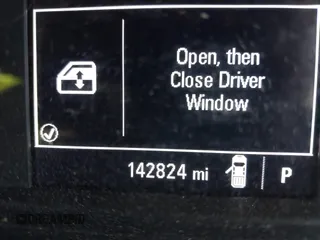 Open, then
Close Driver
Window
142824 mi P